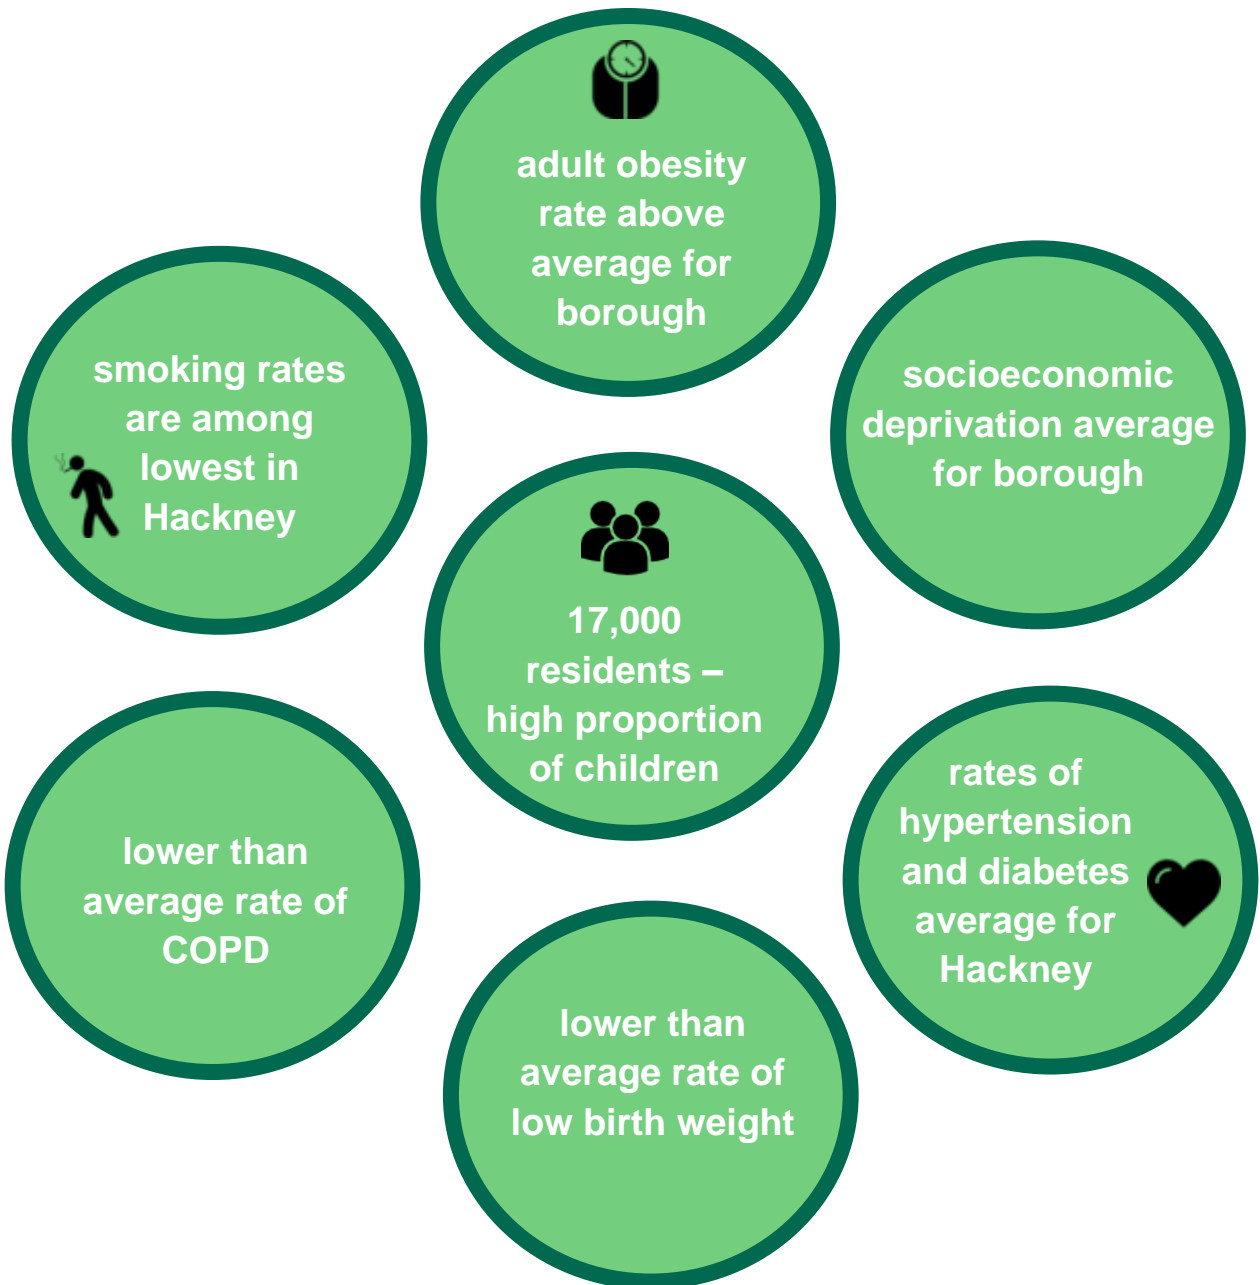 adult obesity
rate above
average for
borough
smoking rates
are among
lowest in
Hackney
socioeconomic
deprivation average
for borough
17,000
residents –
high proportion
of children
lower than
average rate of
COPD
rates of
hypertension
and diabetes
average for
Hackney
lower than
average rate of
low birth weight